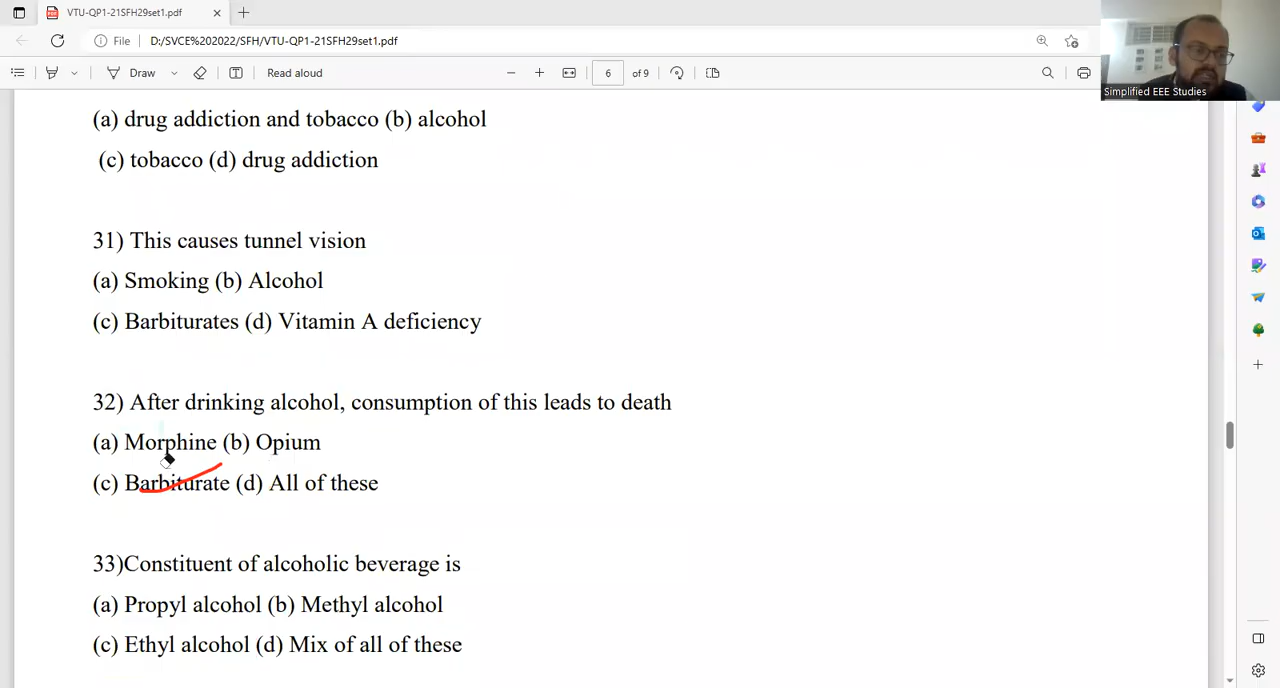 VTU-QP1-21SFH29set1.pdf
File D:/SVCE%202022/SFH/VTU-QP1-21SFH29set1.pdf
Draw Read aloud 6 of 9
Simplified EEE Studies
(a) drug addiction and tobacco (b) alcohol
(c) tobacco (d) drug addiction
31) This causes tunnel vision
(a) Smoking (b) Alcohol
(c) Barbiturates (d) Vitamin A deficiency
32) After drinking alcohol, consumption of this leads to death
(a) Morphine (b) Opium
(c) Barbiturate (d) All of these
33)Constituent of alcoholic beverage is
(a) Propyl alcohol (b) Methyl alcohol
(c) Ethyl alcohol (d) Mix of all of these